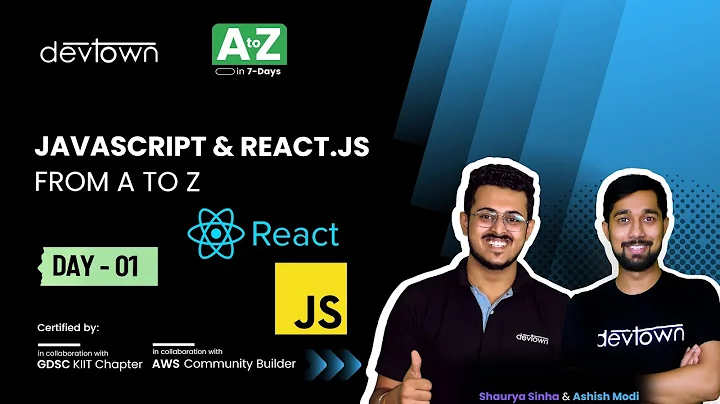 devtown
A to Z
in 7-Days
JAVASCRIPT & REACT.JS
FROM A TO Z
React
DAY - 01
JS
Certified by:
in collaboration with
GDSC KIIT Chapter
in collaboration with
AWS Community Builder
devtown
devtown
Shaurya Sinha & Ashish Modi